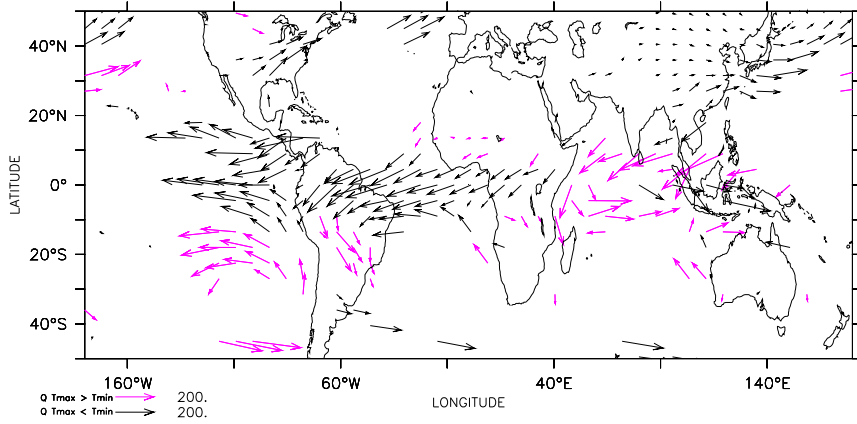 40°N
20°N
0°
20°S
40°S
LATITUDE
160°W
60°W
40°E
140°E
LONGITUDE
Q Tmax > Tmin 200.
Q Tmax < Tmin 200.